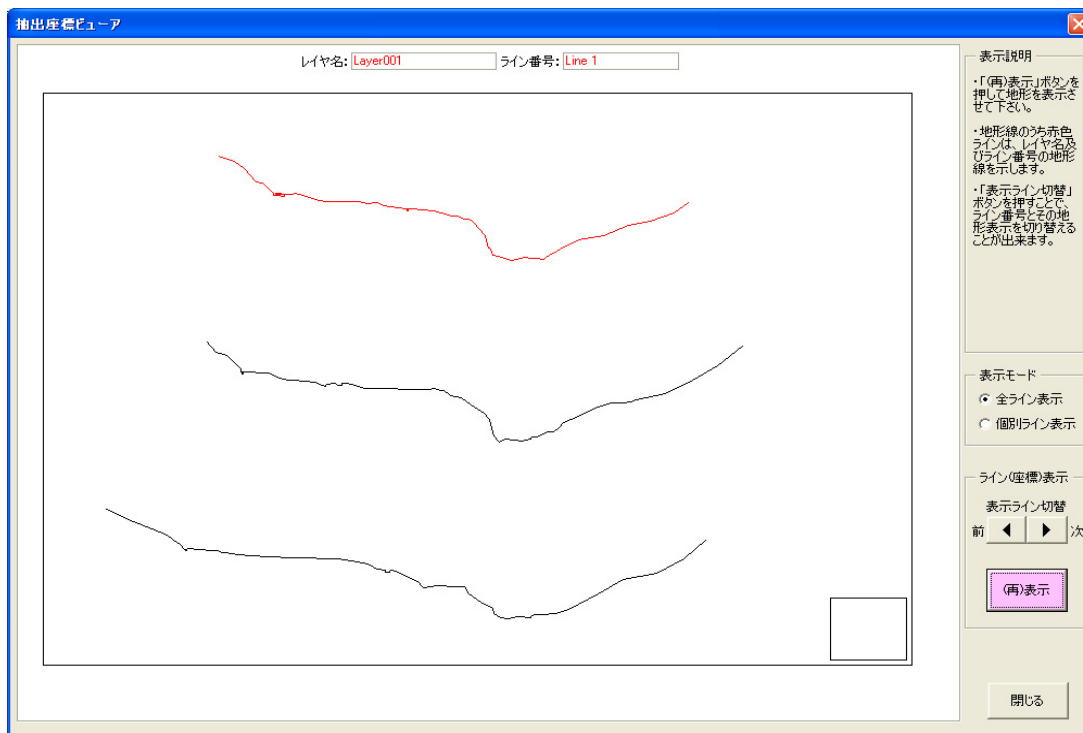 抽出座標ビューア
レイヤ名: Layer001 ライン番号: Line 1
表示説明
・「(再)表示」ボタンを
押して地形を表示さ
せて下さい。
・地形線のうち赤色
ラインは、レイヤ名及
びライン番号の地形
線を示します。
・「表示ライン切替」
ボタンを押すことで、
ライン番号とその地
形表示を切り替える
ことが出来ます。
表示モード
全ライン表示
個別ライン表示
ライン(座標)表示
表示ライン切替
前 次
(再)表示
閉じる